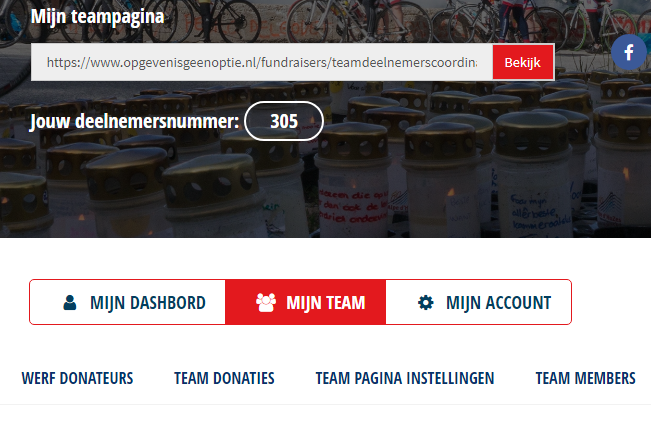 Mijn teampagina
https://www.opgevenisgeenoptie.nl/fundraisers/teamdeelnemerscoordina
Bekijk
Jouw deelnemersnummer: 305
MIJN DASHBORD MIJN TEAM MIJN ACCOUNT
WERF DONATEURS TEAM DONATIES TEAM PAGINA INSTELLINGEN TEAM MEMBERS